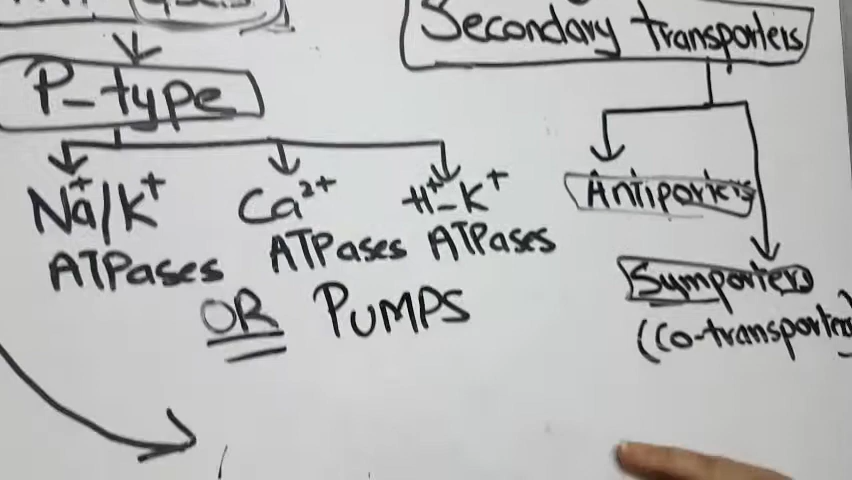 Secondary transporters
P-type
Na+/K+ ATPases
Ca2+ ATPases
H+-K+ ATPases
OR PUMPS
Antiporters
Symporters
(Co-transporters